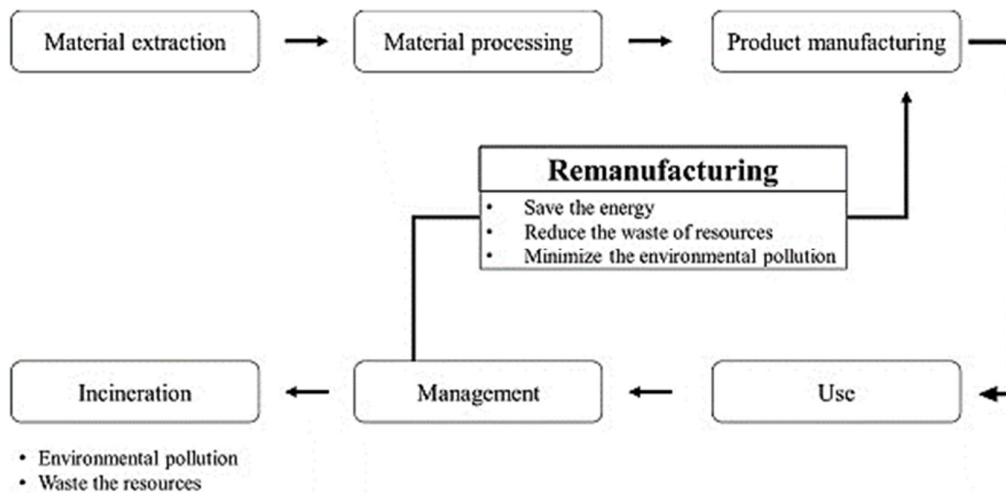 Material extraction
Material processing
Product manufacturing
Remanufacturing
• Save the energy
• Reduce the waste of resources
• Minimize the environmental pollution
Incineration
Management
Use
• Environmental pollution
• Waste the resources